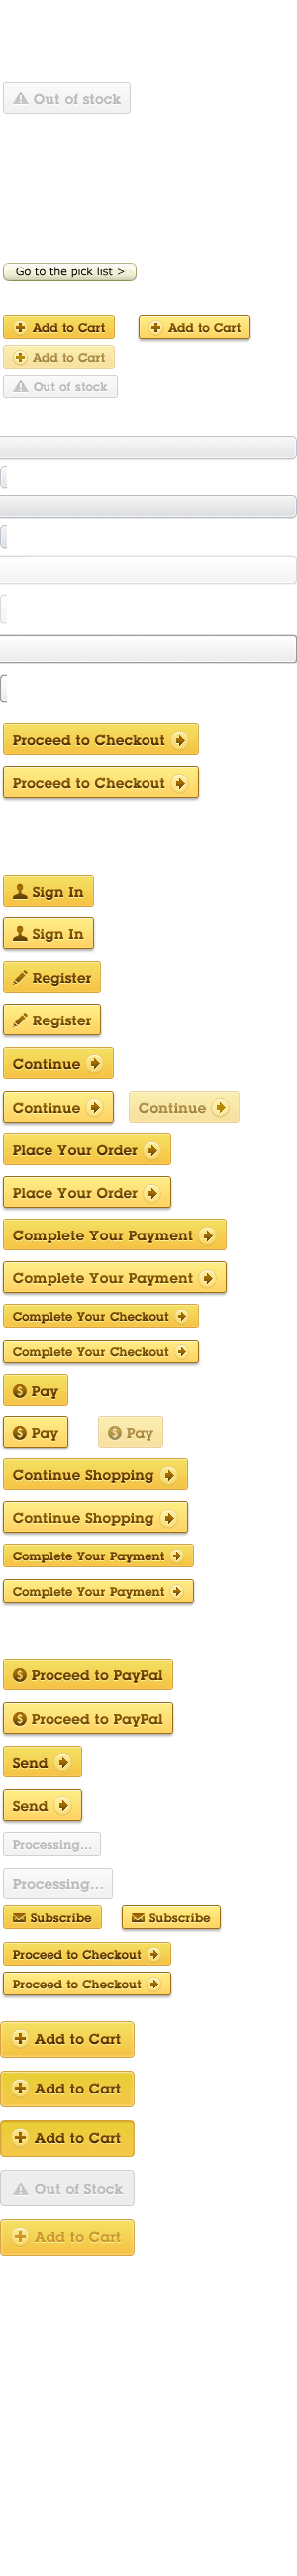 Out of stock
Go to the pick list >
Add to Cart Add to Cart
Add to Cart
Out of stock
Proceed to Checkout
Proceed to Checkout
Sign In
Sign In
Register
Register
Continue
Continue Continue
Place Your Order
Place Your Order
Complete Your Payment
Complete Your Payment
Complete Your Checkout
Complete Your Checkout
Pay
Pay Pay
Continue Shopping
Continue Shopping
Complete Your Payment
Complete Your Payment
Proceed to PayPal
Proceed to PayPal
Send
Send
Processing...
Processing...
Subscribe Subscribe
Proceed to Checkout
Proceed to Checkout
Add to Cart
Add to Cart
Add to Cart
Out of Stock
Add to Cart